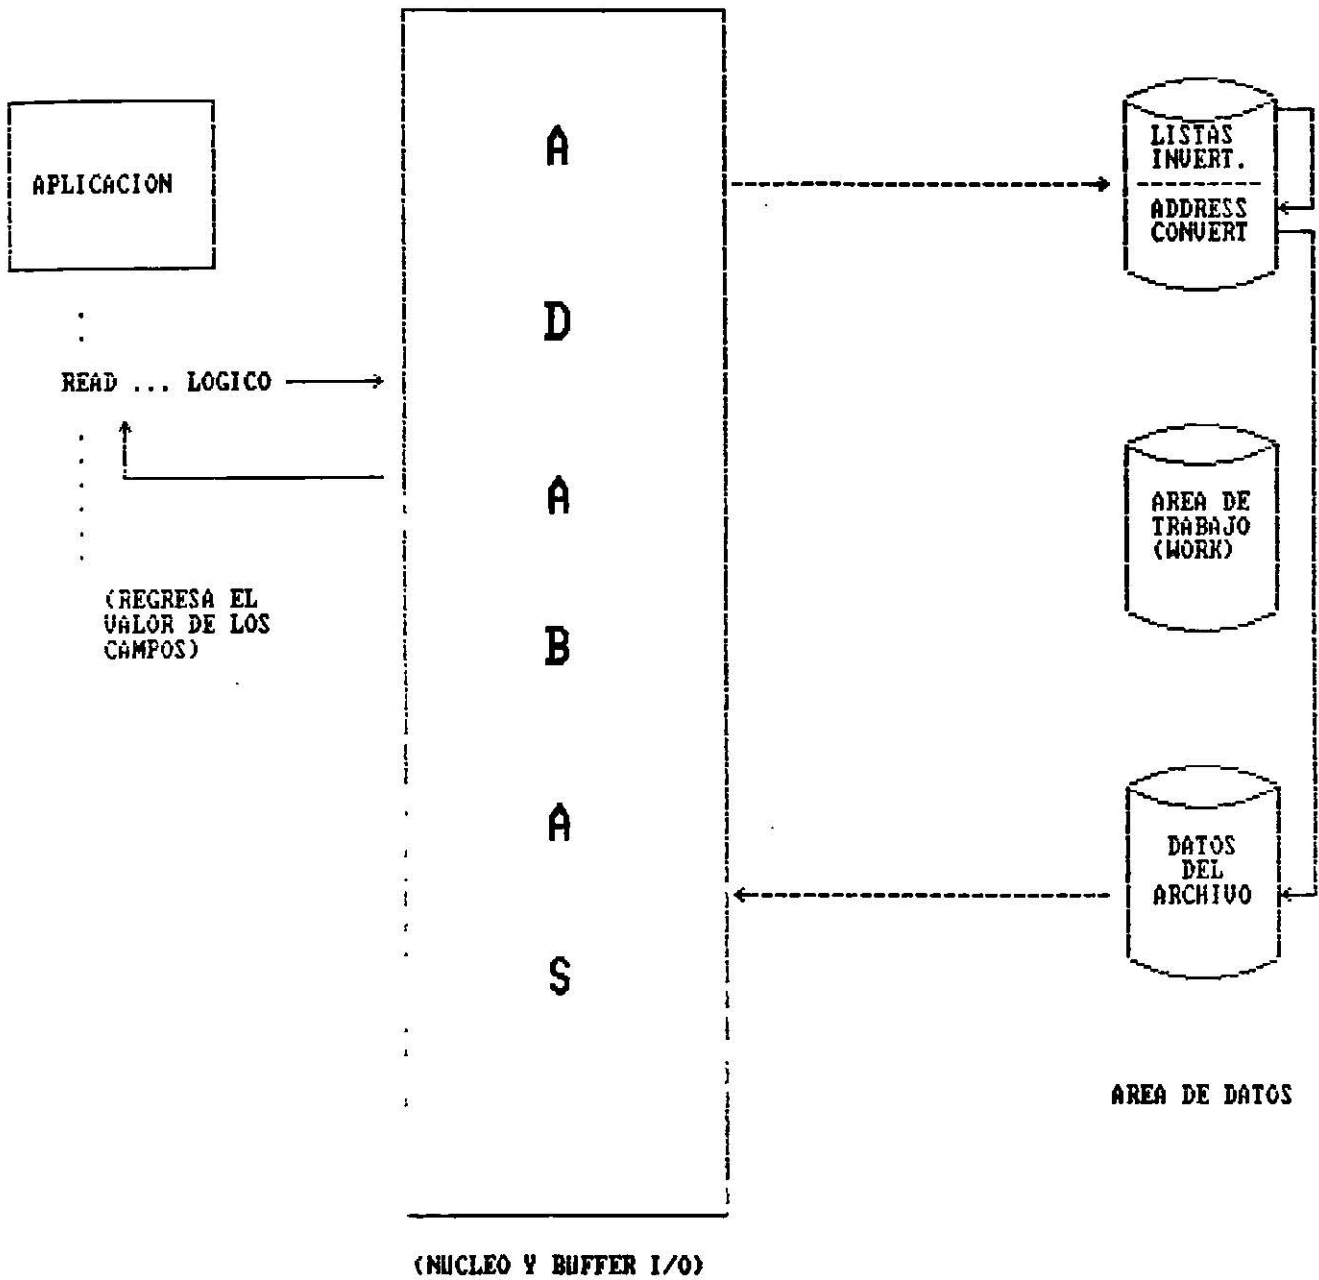 APLICACION
READ ... LOGICO
(REGRESA EL
VALOR DE LOS
CAMPOS)
A
D
A
B
A
S
(NUCLEO Y BUFFER I/O)
LISTAS
INVERT.
ADDRESS
CONVERT
AREA DE
TRABAJO
(WORK)
DATOS
DEL
ARCHIVO
AREA DE DATOS